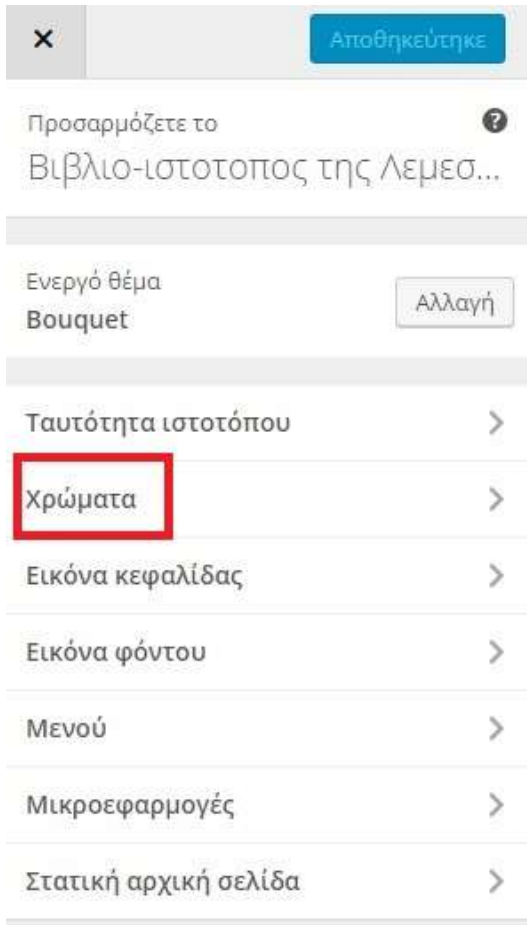 Αποθηκεύτηκε
Προσαρμόζετε το
Βιβλιο-ιστοτοπος της Λεμεσ...
Ενεργό θέμα
Bouquet
Αλλαγή
Ταυτότητα ιστοτόπου
Χρώματα
Εικόνα κεφαλίδας
Εικόνα φόντου
Μενού
Μικροεφαρμογές
Στατική αρχική σελίδα